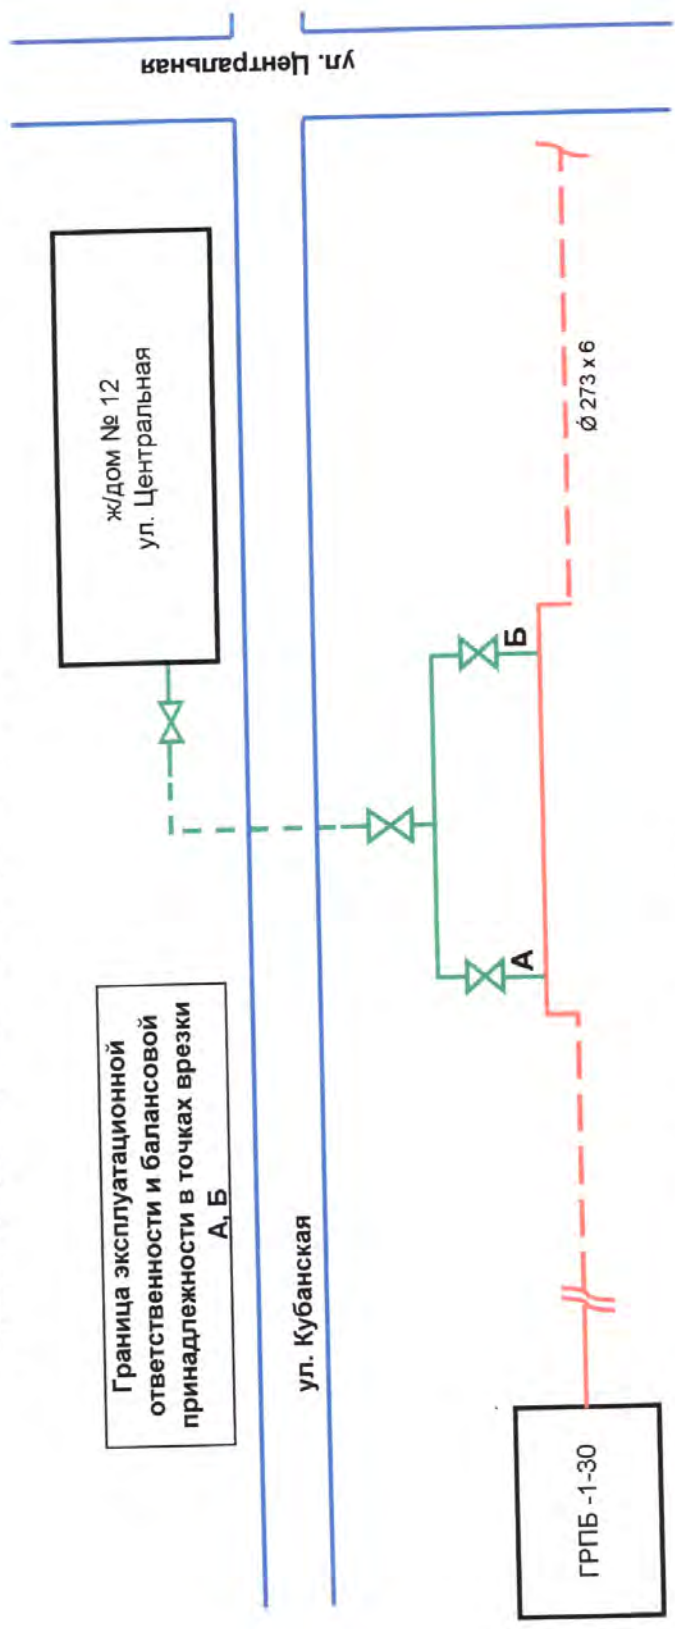 ул. Центральная
ж/дом № 12
ул. Центральная
Граница эксплуатационной
ответственности и балансовой
принадлежности в точках врезки
А, Б
ул. Кубанская
А
Б
Ø 273 х 6
ГРПБ -1-30